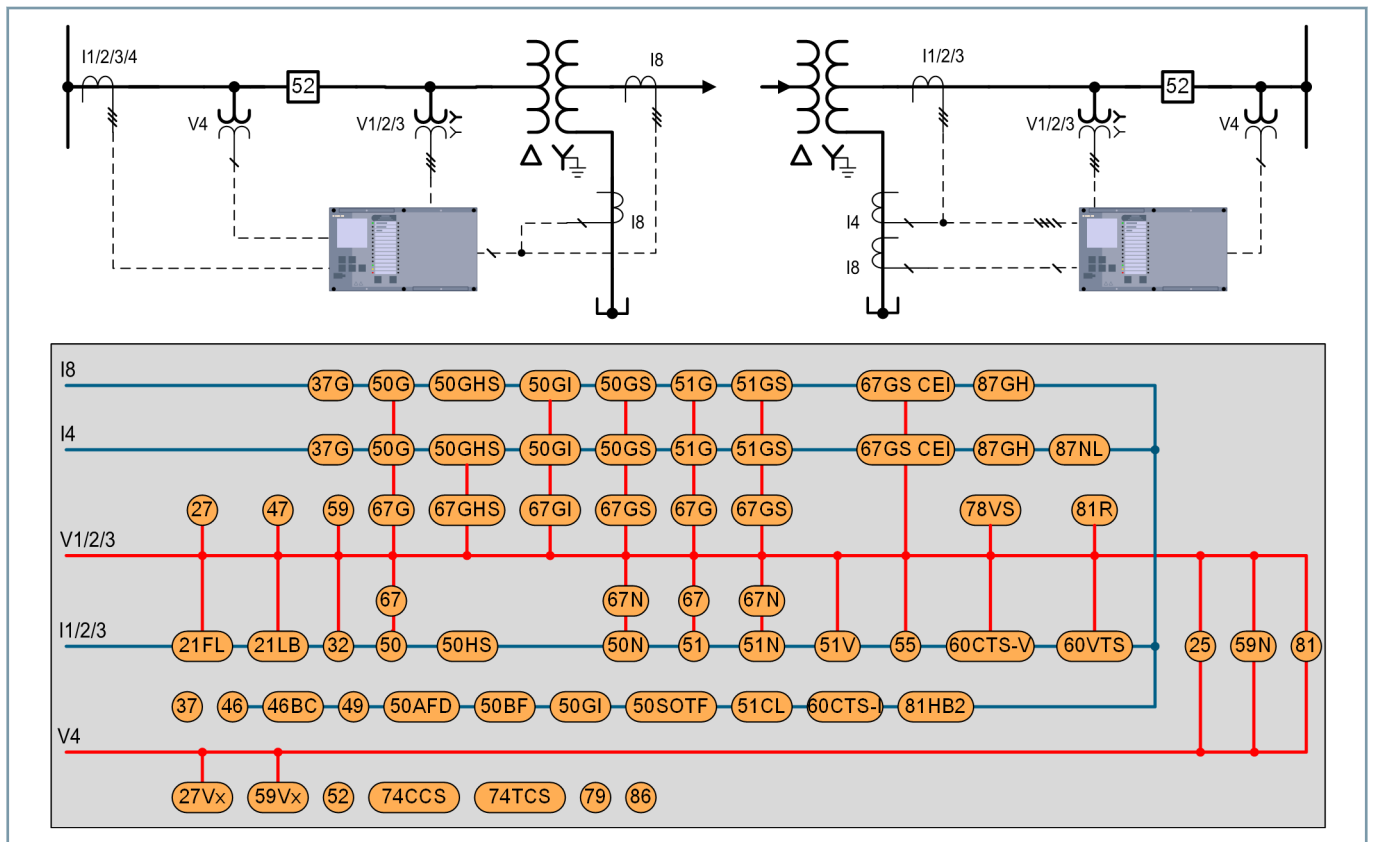 I1/2/3/4
52
I8
I1/2/3
52
V4
V1/2/3
Y
Y
V1/2/3
Y
Y
V4
Δ Y
Δ Y
I8
I4
I8
I8
37G 50G 50GHS 50GI 50GS 51G 51GS 67GS CEI 87GH
I4
37G 50G 50GHS 50GI 50GS 51G 51GS 67GS CEI 87GH 87NL
27 47 59 67G 67GHS 67GI 67GS 67G 67GS 78VS 81R
V1/2/3
67 67N 67 67N
I1/2/3
21FL 21LB 32 50 50HS 50N 51 51N 51V 55 60CTS-V 60VTS 25 59N 81
37 46 46BC 49 50AFD 50BF 50GI 50SOTF 51CL 60CTS-I 81HB2
V4
27Vx 59Vx 52 74CCS 74TCS 79 86